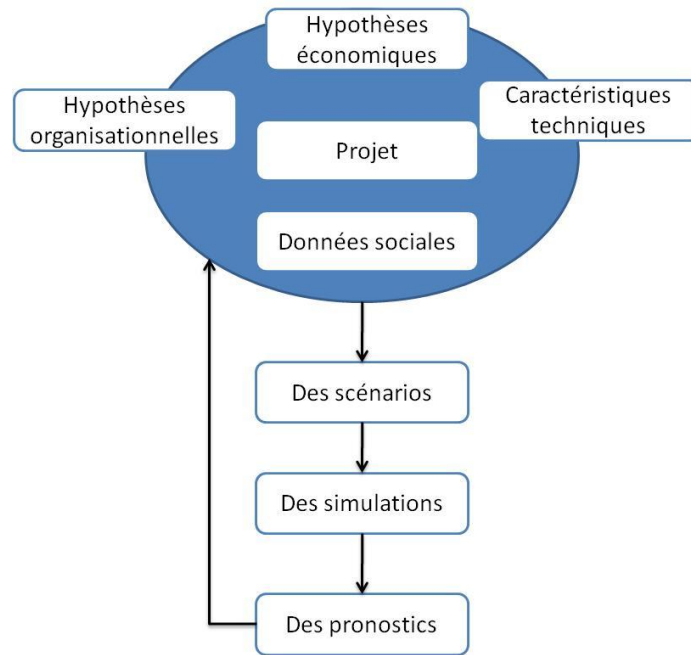 Hypothèses
économiques
Hypothèses
organisationnelles
Caractéristiques
techniques
Projet
Données sociales
Des scénarios
Des simulations
Des pronostics